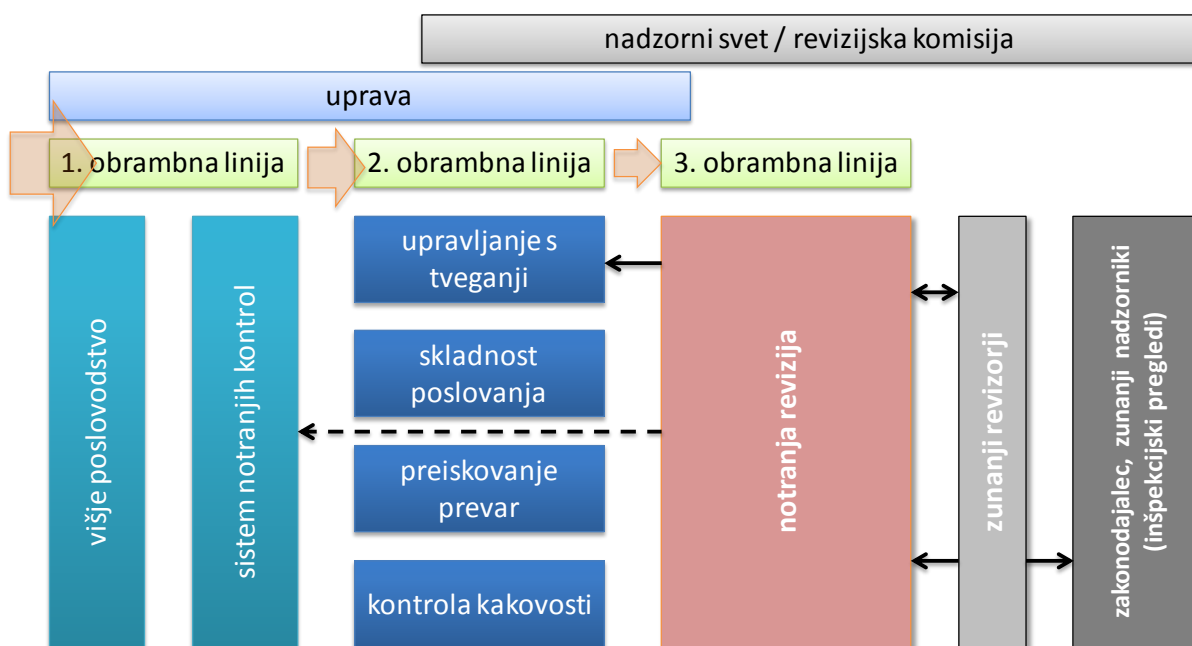 nadzorni svet / revizijska komisija
uprava
1. obrambna linija
2. obrambna linija
3. obrambna linija
višje poslovodstvo
sistem notranjih kontrol
upravljanje s
tveganji
skladnost
poslovanja
preiskovanje
prevar
kontrola kakovosti
notranja revizija
zunanji revizorji
zakonodajalec, zunanji nadzorniki
(inšpekcijski pregledi)